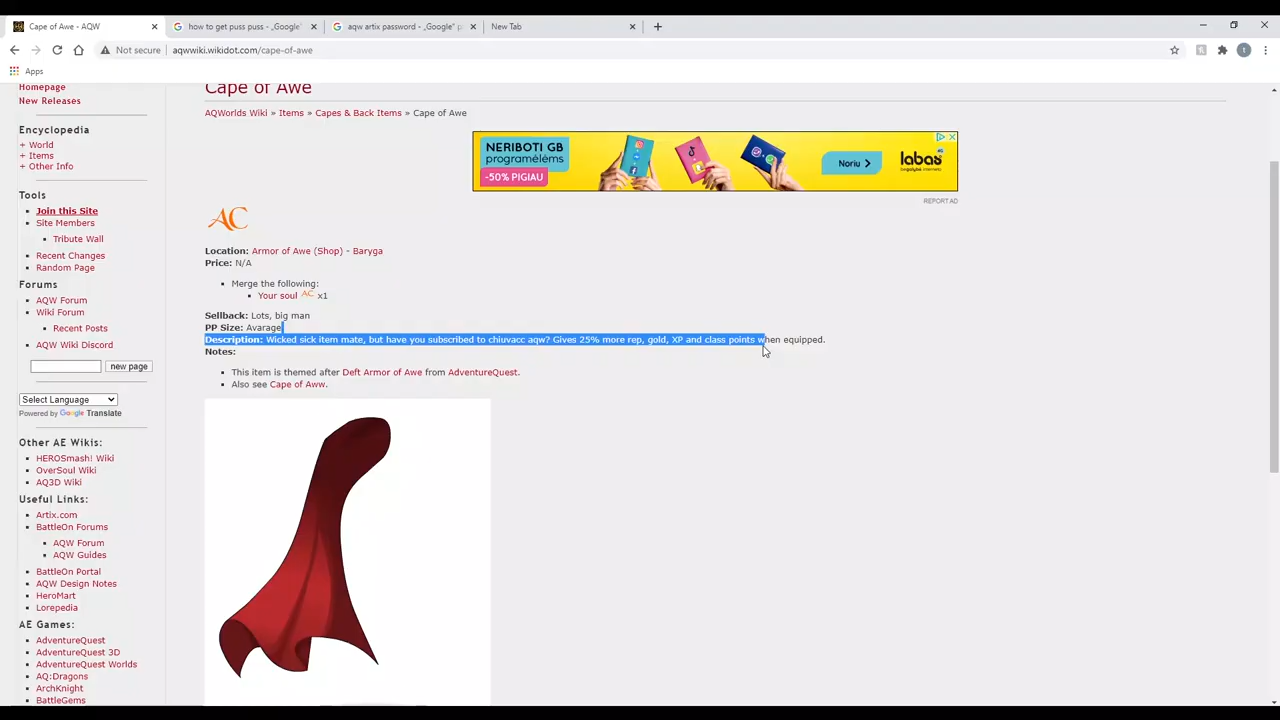 Cape of Awe - AQW
how to get puss puss - „Google“
aqw artix password - „Google“ p
New Tab
Not secure
aqwwiki.wikidot.com/cape-of-awe
t
Apps
Homepage
New Releases
Encyclopedia
+ World
+ Items
+ Other Info
Tools
Join this Site
Site Members
Tribute Wall
Recent Changes
Random Page
Forums
AQW Forum
Wiki Forum
Recent Posts
AQW Wiki Discord
new page
Select Language
Powered by Google Translate
Other AE Wikis:
HEROSmash! Wiki
OverSoul Wiki
AQ3D Wiki
Useful Links:
Artix.com
BattleOn Forums
AQW Forum
AQW Guides
BattleOn Portal
AQW Design Notes
HeroMart
Lorepedia
AE Games:
AdventureQuest
AdventureQuest 3D
AdventureQuest Worlds
AQ:Dragons
ArchKnight
BattleGems
Cape of Awe
AQWorlds Wiki » Items » Capes & Back Items » Cape of Awe
NERIBOTI GB
programėlėms
-50% PIGIAU
Noriu
labas
REPORT AD
AC
Location: Armor of Awe (Shop) - Baryga
Price: N/A
Merge the following:
Your soul AC x1
Sellback: Lots, big man
PP Size: Avarage
Description: Wicked sick item mate, but have you subscribed to chiuvacc aqw? Gives 25% more rep, gold, XP and class points when equipped.
Notes:
This item is themed after Deft Armor of Awe from AdventureQuest.
Also see Cape of Aww.